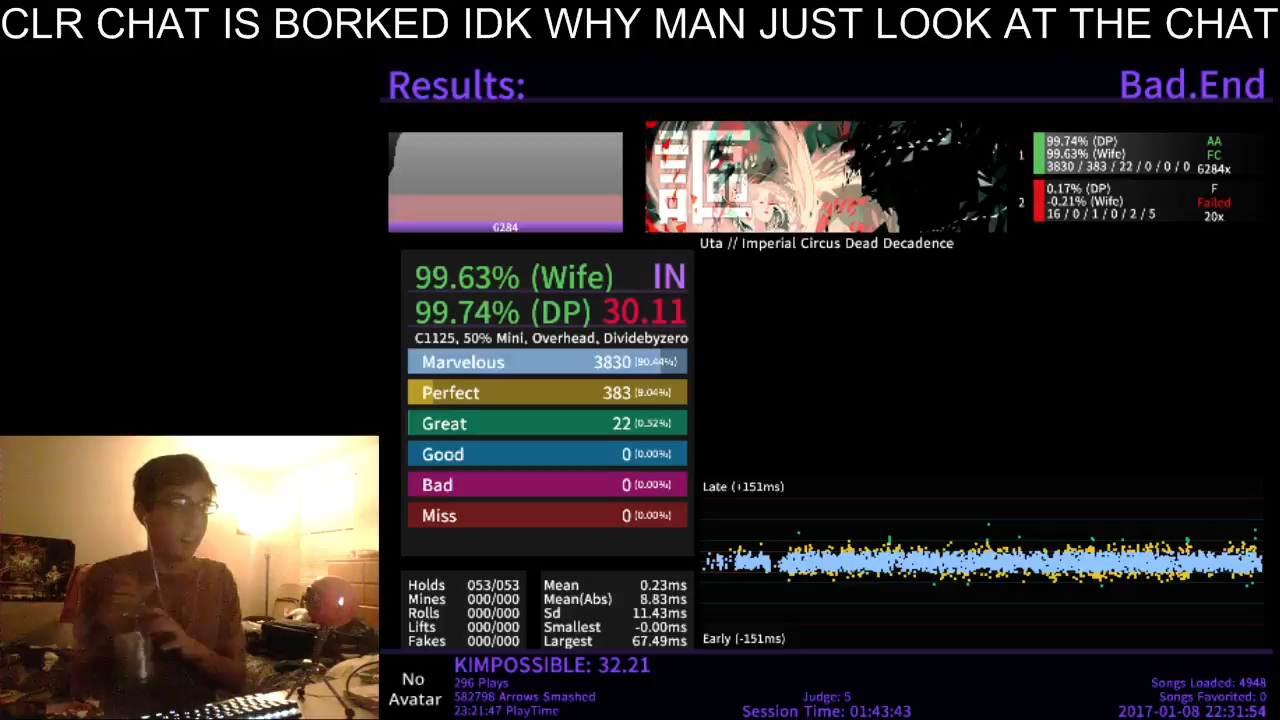 CLR CHAT IS BORKED IDK WHY MAN JUST LOOK AT THE CHAT
Results:
Bad.End
6284
1
99.74% (DP) AA
99.63% (Wife) FC
3830 / 383 / 22 / 0 / 0 / 0 6284x
2
0.17% (DP) F
-0.21% (Wife) Failed
16 / 0 / 1 / 0 / 2 / 5 20x
Uta // Imperial Circus Dead Decadence
99.63% (Wife) IN
99.74% (DP) 30.11
C1125, 50% Mini, Overhead, Dividebyzero
Marvelous 3830 (90.44%)
Perfect 383 (9.04%)
Great 22 (0.52%)
Good 0 (0.00%)
Bad 0 (0.00%)
Miss 0 (0.00%)
Late (+151ms)
Early (-151ms)
Holds 053/053
Mines 000/000
Rolls 000/000
Lifts 000/000
Fakes 000/000
Mean 0.23ms
Mean(Abs) 8.83ms
Sd 11.43ms
Smallest -0.00ms
Largest 67.49ms
No
Avatar
KIMPOSSIBLE: 32.21
296 Plays
582798 Arrows Smashed
23:21:47 PlayTime
Judge: 5
Session Time: 01:43:43
Songs Loaded: 4948
Songs Favorited: 0
2017-01-08 22:31:54